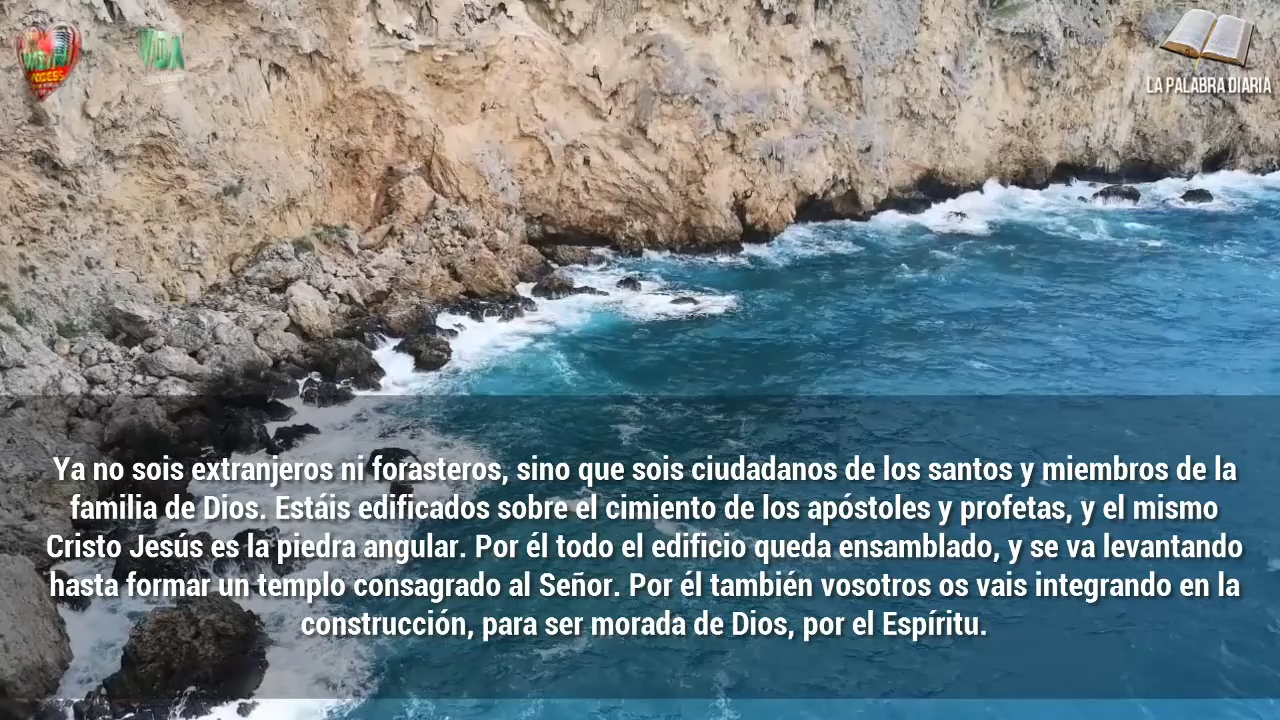 VOCES
VIDA
LA PALABRA DIARIA
Ya no sois extranjeros ni forasteros, sino que sois ciudadanos de los santos y miembros de la
familia de Dios. Estáis edificados sobre el cimiento de los apóstoles y profetas, y el mismo
Cristo Jesús es la piedra angular. Por él todo el edificio queda ensamblado, y se va levantando
hasta formar un templo consagrado al Señor. Por él también vosotros os vais integrando en la
construcción, para ser morada de Dios, por el Espíritu.